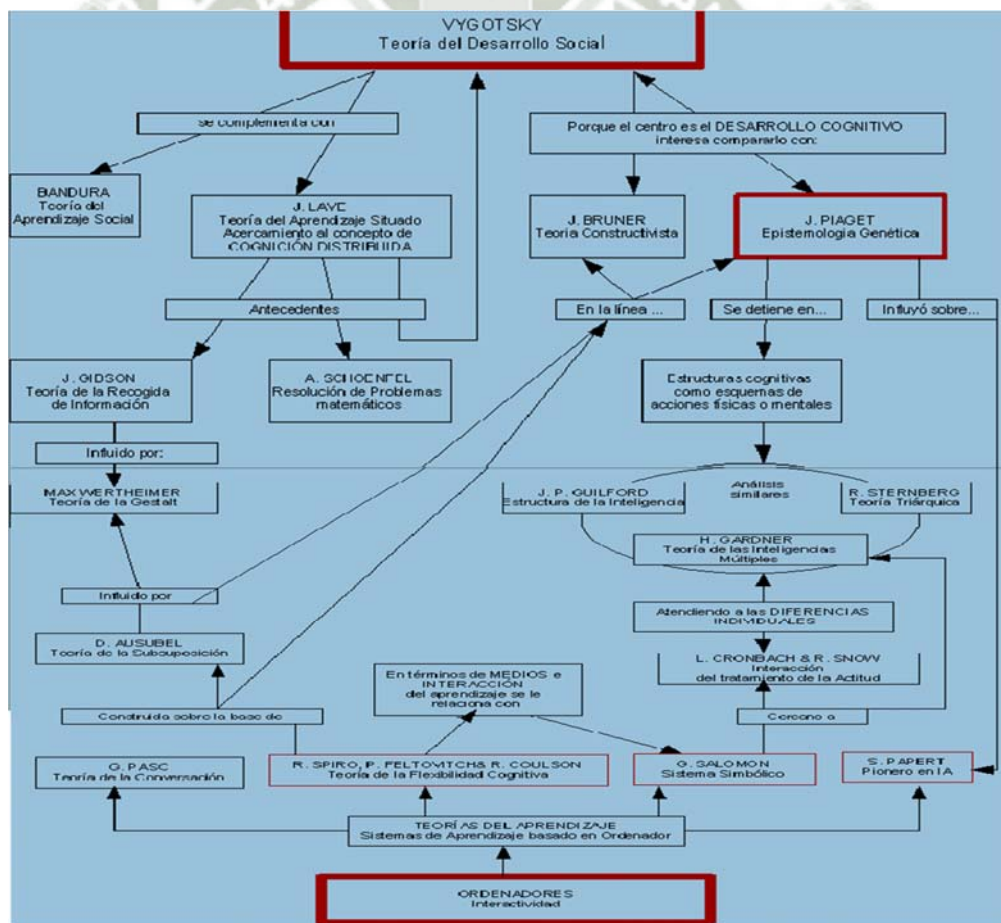 VYGOTSKY
Teoría del Desarrollo Social
Se complementa con
Porque el centro es el DESARROLLO COGNITIVO
interesa compararlo con:
BANDURA
Teoría del
Aprendizaje Social
J. LAVE
Teoría del Aprendizaje Situado
Acercamiento al concepto de
COGNICIÓN DISTRIBUIDA
J. BRUNER
Teoría Constructivista
J. PIAGET
Epistemología Genética
Antecedentes
En la línea ...
Se detiene en...
Influyó sobre...
J. GIDSON
Teoría de la Recogida
de Información
A. SCHOENFEL
Resolución de Problemas
matemáticos
Estructuras cognitivas
como esquemas de
acciones físicas o mentales
Influido por:
MAX WERTHEIMER
Teoría de la Gestalt
J. P. GUILFORD
Estructura de la Inteligencia
Análisis
similares
R. STERNBERG
Teoría Triárquica
H. GARDNER
Teoría de las Inteligencias
Múltiples
Influido por
Atendiendo a las DIFERENCIAS
INDIVIDUALES
D. AUSUBEL
Teoría de la Subsuposición
L. CRONBACH & R. SNOW
Interacción
del tratamiento de la Actitud
En términos de MEDIOS e
INTERACCIÓN
del aprendizaje se le
relaciona con
Construida sobre la base de
Cercano a
G. PASC
Teoría de la Conversación
R. SPIRO, P. FELTOVITCH & R. COULSON
Teoría de la Flexibilidad Cognitiva
G. SALOMON
Sistema Simbólico
S. PAPERT
Pionero en IA
TEORÍAS DEL APRENDIZAJE
Sistemas de Aprendizaje basado en Ordenador
ORDENADORES
Interactividad